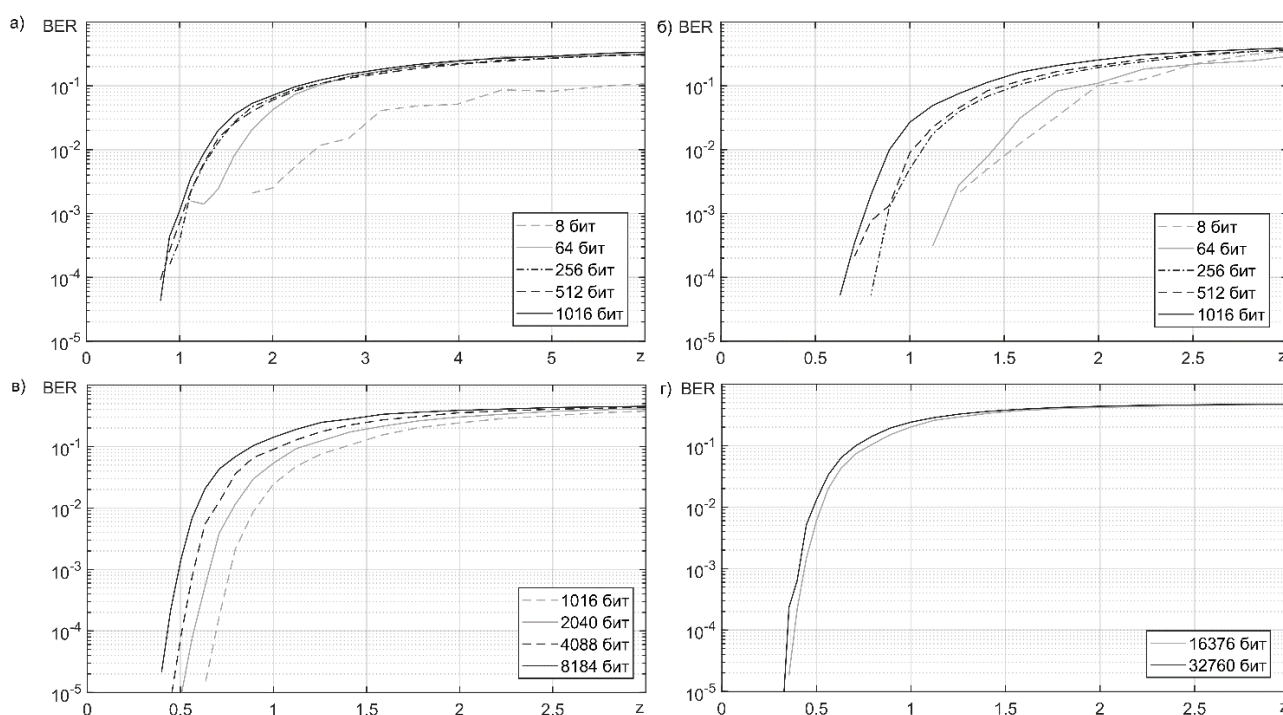 а) BER
10⁻¹
10⁻²
10⁻³
10⁻⁴
10⁻⁵
0 1 2 3 4 5 z
8 бит
64 бит
256 бит
512 бит
1016 бит
б) BER
10⁻¹
10⁻²
10⁻³
10⁻⁴
10⁻⁵
0 0.5 1 1.5 2 2.5 z
8 бит
64 бит
256 бит
512 бит
1016 бит
в) BER
10⁻¹
10⁻²
10⁻³
10⁻⁴
10⁻⁵
0 0.5 1 1.5 2 2.5 z
1016 бит
2040 бит
4088 бит
8184 бит
г) BER
10⁻¹
10⁻²
10⁻³
10⁻⁴
10⁻⁵
0 0.5 1 1.5 2 2.5 z
16376 бит
32760 бит